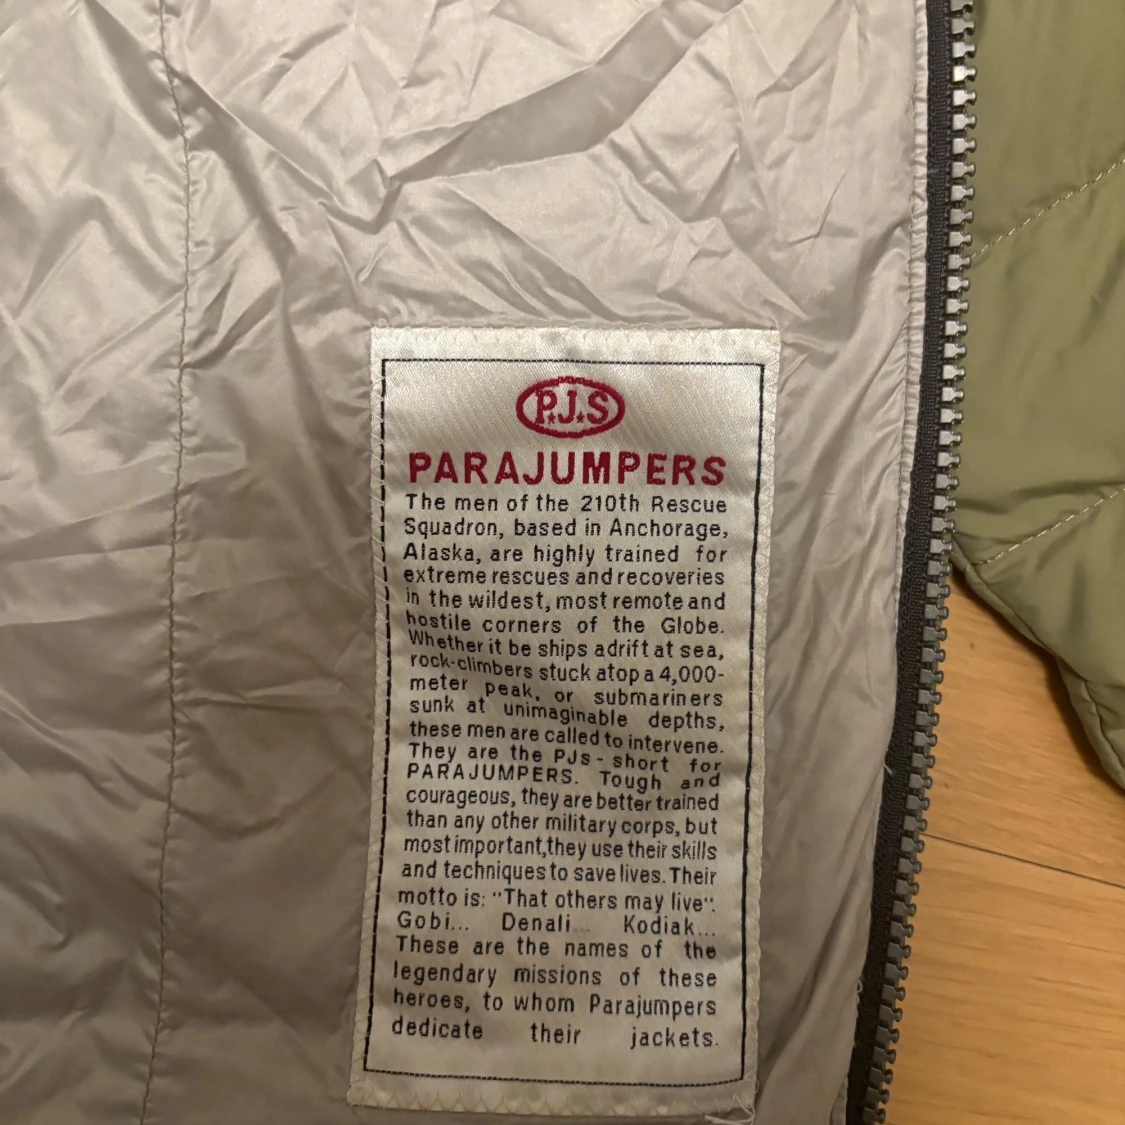 P.J.S
PARAJUMPERS
The men of the 210th Rescue
Squadron, based in Anchorage,
Alaska, are highly trained for
extreme rescues and recoveries
in the wildest, most remote and
hostile corners of the Globe.
Whether it be ships adrift at sea,
rock-climbers stuck atop a 4,000-
meter peak, or submariners
sunk at unimaginable depths,
these men are called to intervene.
They are the PJs - short for
PARAJUMPERS. Tough and
courageous, they are better trained
than any other military corps, but
most important,they use their skills
and techniques to save lives. Their
motto is: "That others may live".
Gobi... Denali... Kodiak...
These are the names of the
legendary missions of these
heroes, to whom Parajumpers
dedicate their jackets.